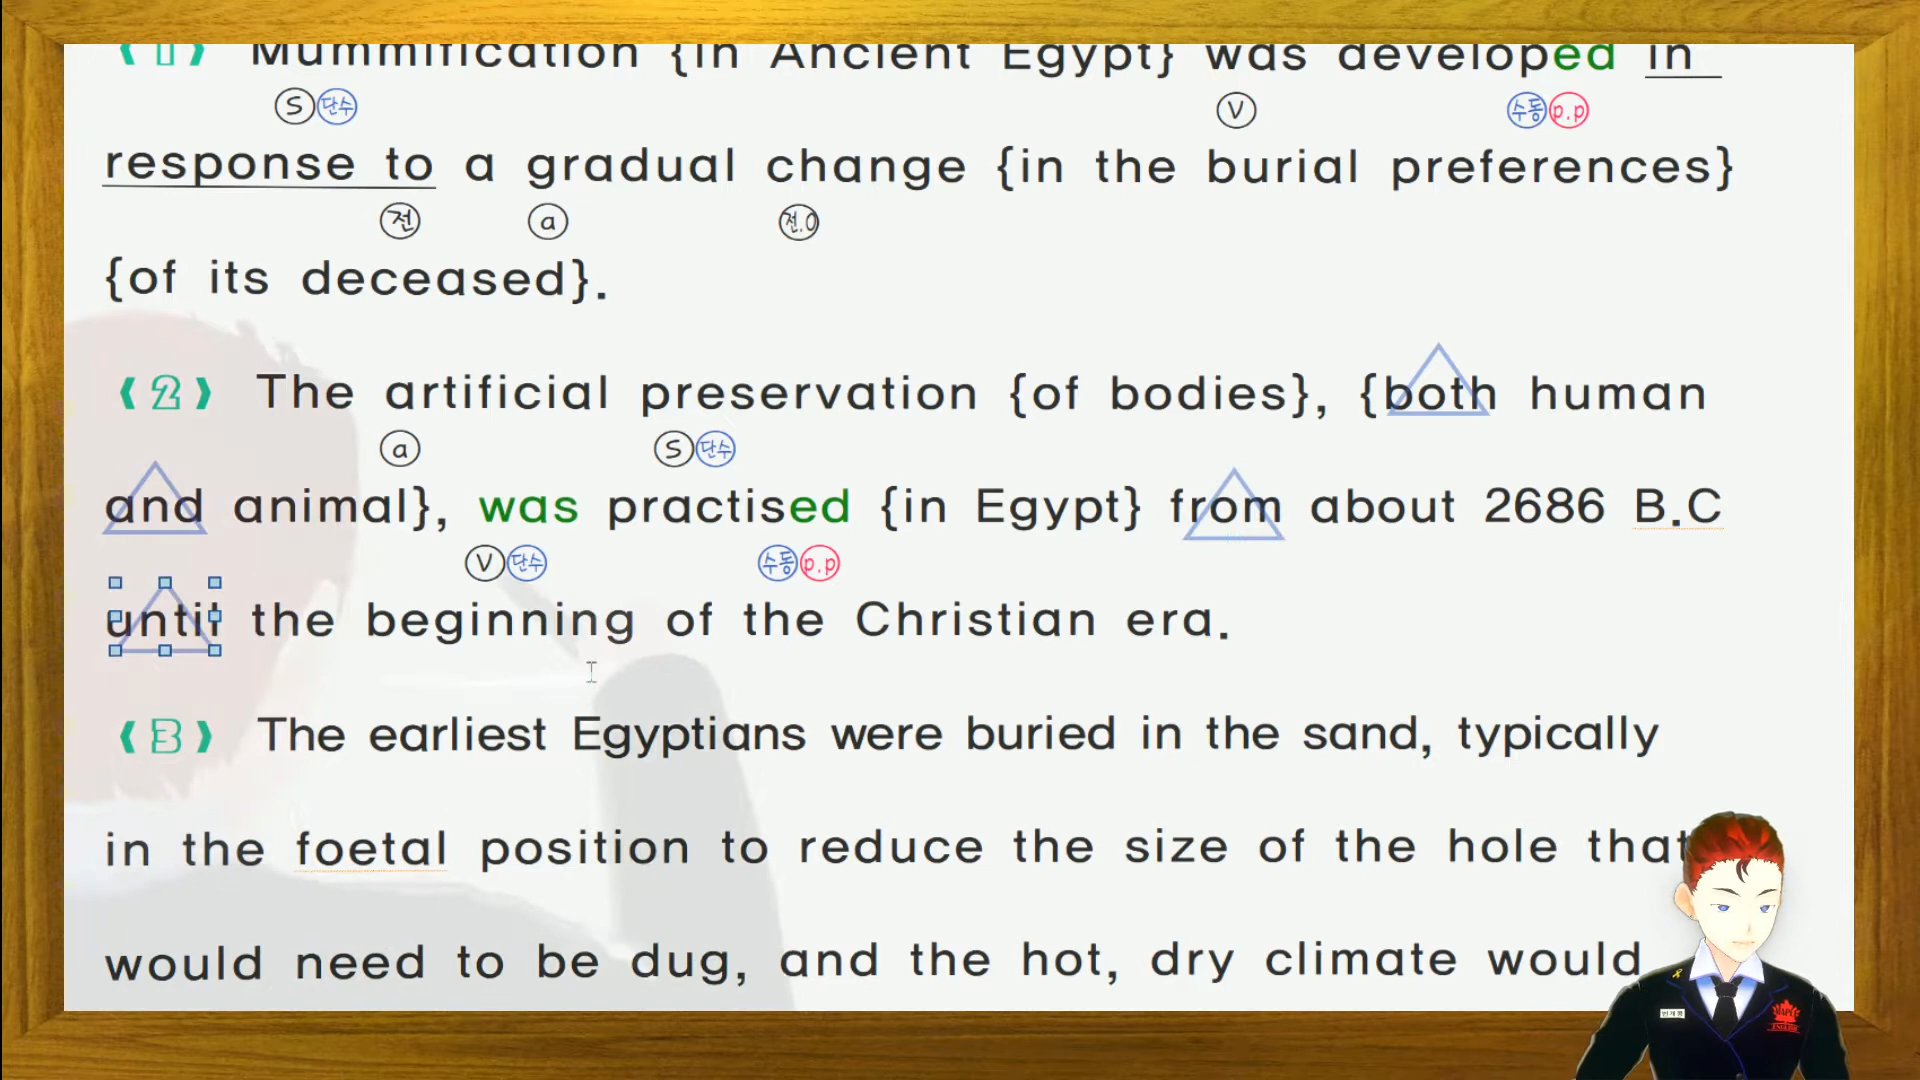 ❨1❩ Mummification {in Ancient Egypt} was developed in
Ⓢ 단수 Ⓥ 수동 p.p
response to a gradual change {in the burial preferences}
전 ⓐ 전.O
{of its deceased}.
❨2❩ The artificial preservation {of bodies}, {both human
ⓐ Ⓢ 단수
and animal}, was practised {in Egypt} from about 2686 B.C
Ⓥ 단수 수동 p.p
until the beginning of the Christian era.
❨3❩ The earliest Egyptians were buried in the sand, typically
in the foetal position to reduce the size of the hole that
would need to be dug, and the hot, dry climate would